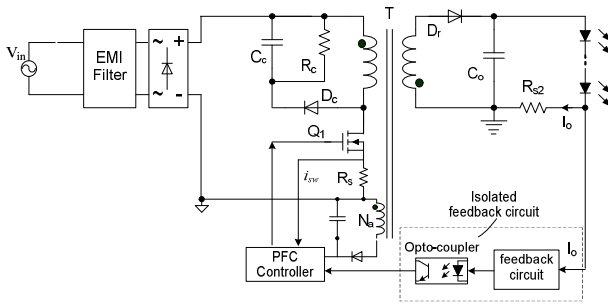 T
V_in
EMI
Filter
~
+
~
-
C_c
R_c
D_c
D_r
C_o
R_s2
I_o
Q_1
i_sw
R_s
N_a
PFC
Controller
Isolated
feedback circuit
Opto-coupler
feedback
circuit
I_o